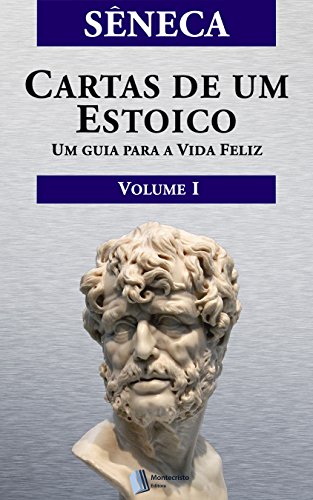 SÊNECA
CARTAS DE UM
ESTOICO
UM GUIA PARA A VIDA FELIZ
VOLUME I
Montecristo
Editora